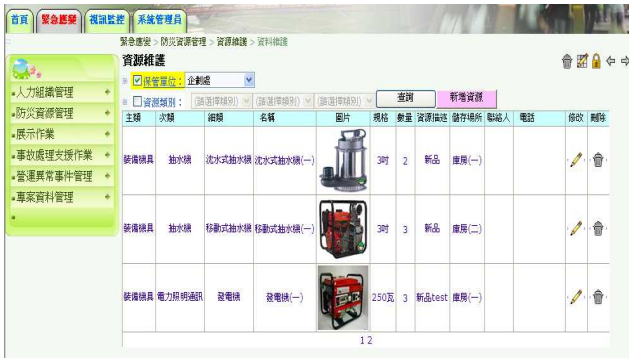 首頁 緊急應變 視訊監控 系統管理員
緊急應變 > 防災資源管理 > 資源維護 > 資料維護
資源維護
保管單位: 企劃處
人力組織管理
資源類別: (請選擇類別) (請選擇類別) (請選擇類別) 查詢 新增資源
防災資源管理
展示作業
事故處理支援作業
營運異常事件管理
專案資料管理
主類 次類 細類 名稱 圖片 規格 數量 資源描述 儲存場所 聯絡人 電話 修改 刪除
裝備機具 抽水機 沈水式抽水機 沈水式抽水機(一) 3吋 2 新品 庫房(一)
裝備機具 抽水機 移動式抽水機 移動式抽水機(一) 3吋 3 新品 庫房(二)
裝備機具 電力照明通訊 發電機 發電機(一) 250瓦 3 新品test 庫房(一)
1 2